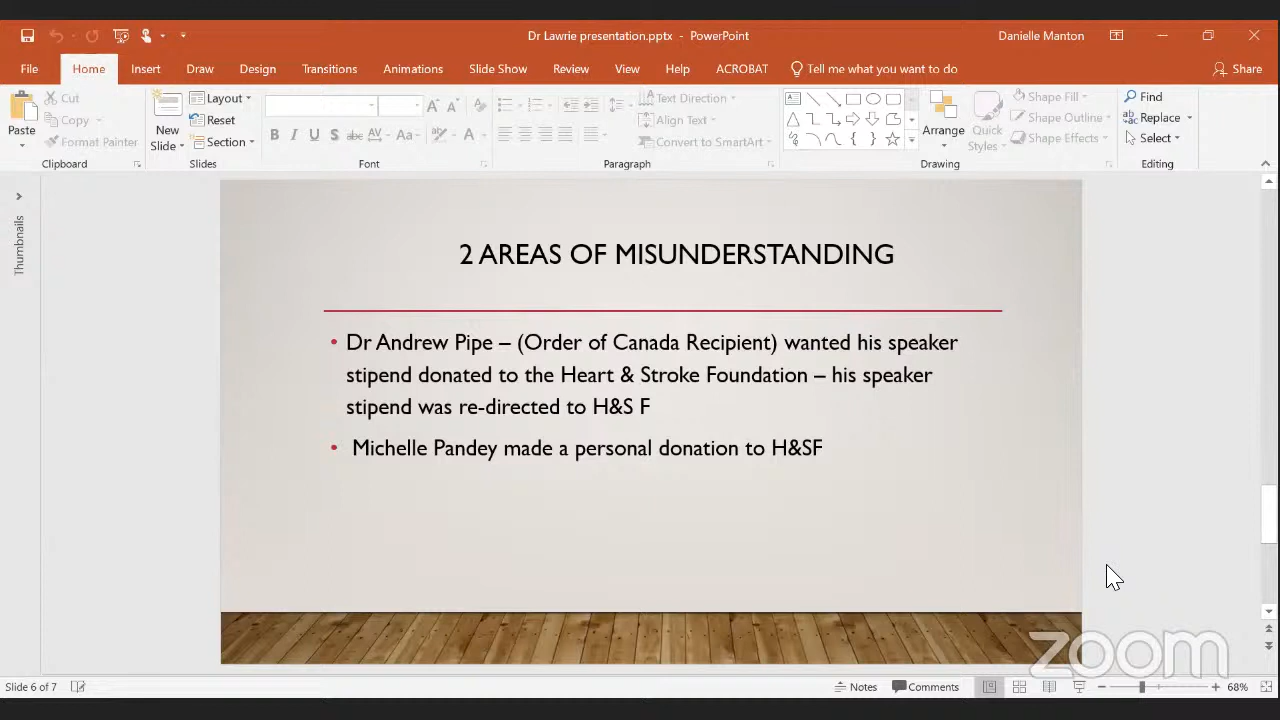 Dr Lawrie presentation.pptx - PowerPoint
Danielle Manton
File Home Insert Draw Design Transitions Animations Slide Show Review View Help ACROBAT Tell me what you want to do Share
Paste
Cut
Copy
Format Painter
Clipboard
New Slide
Layout
Reset
Section
Slides
B I U S abc AV Aa A
Font
Text Direction
Align Text
Convert to SmartArt
Paragraph
Arrange
Quick Styles
Shape Fill
Shape Outline
Shape Effects
Drawing
Find
Replace
Select
Editing
Thumbnails
2 AREAS OF MISUNDERSTANDING
• Dr Andrew Pipe – (Order of Canada Recipient) wanted his speaker
stipend donated to the Heart & Stroke Foundation – his speaker
stipend was re-directed to H&S F
• Michelle Pandey made a personal donation to H&SF
zoom
Slide 6 of 7
Notes
Comments
68%